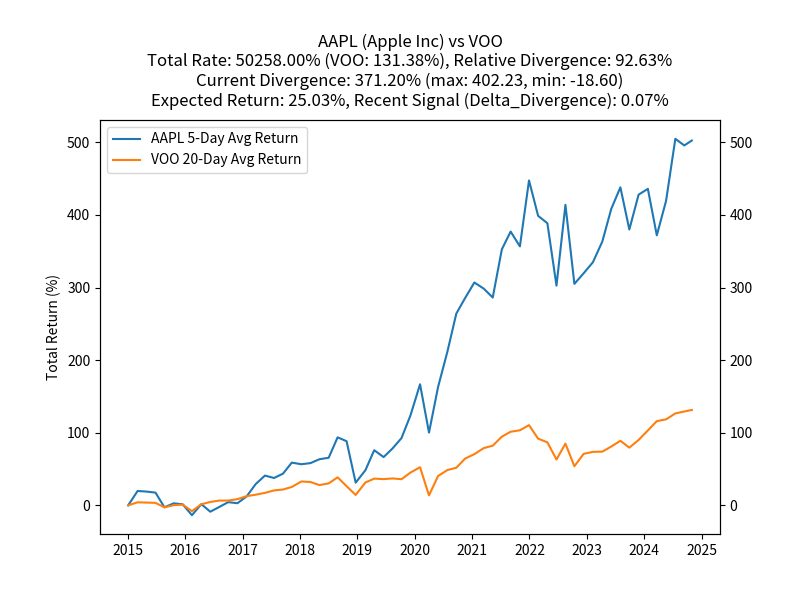 AAPL (Apple Inc) vs VOO
Total Rate: 50258.00% (VOO: 131.38%), Relative Divergence: 92.63%
Current Divergence: 371.20% (max: 402.23, min: -18.60)
Expected Return: 25.03%, Recent Signal (Delta_Divergence): 0.07%
AAPL 5-Day Avg Return
VOO 20-Day Avg Return
Total Return (%)
500
400
300
200
100
0
500
400
300
200
100
0
2015 2016 2017 2018 2019 2020 2021 2022 2023 2024 2025